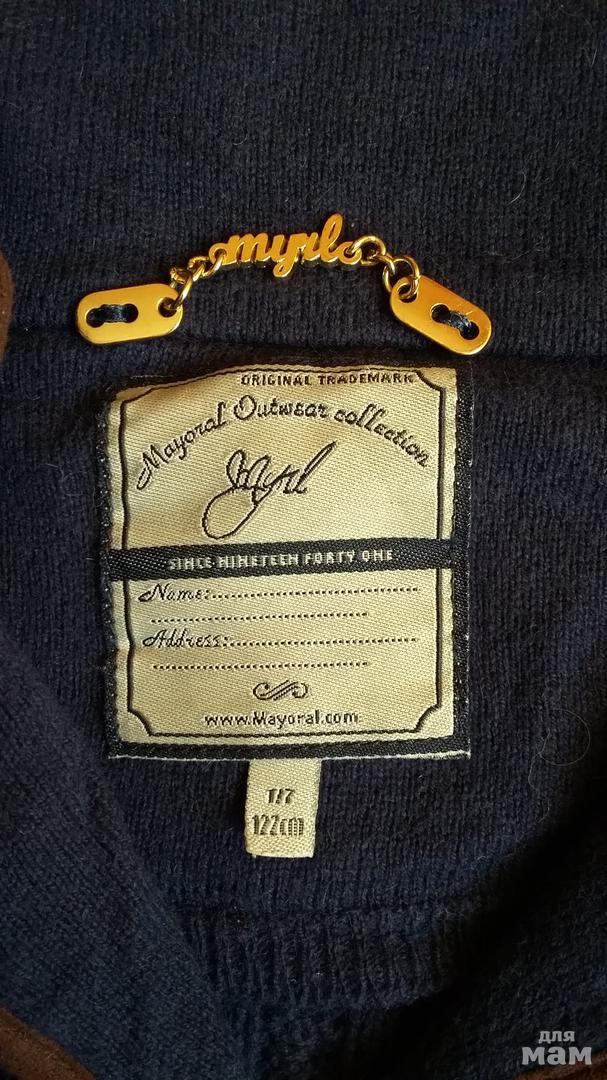 myrl
ORIGINAL TRADEMARK
Mayoral Outwear collection
Myrl
SINCE NINETEEN FORTY ONE
Name:
Address:
www.Mayoral.com
T/7
122cm
для
мам